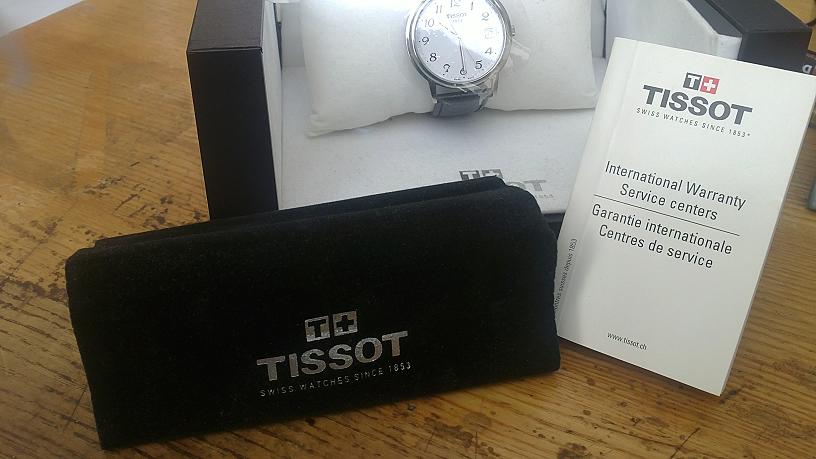 TISSOT
T+
TISSOT
SWISS WATCHES SINCE 1853
T+
TISSOT
SWISS WATCHES SINCE 1853*
International Warranty
Service centers
Garantie internationale
Centres de service
www.tissot.ch